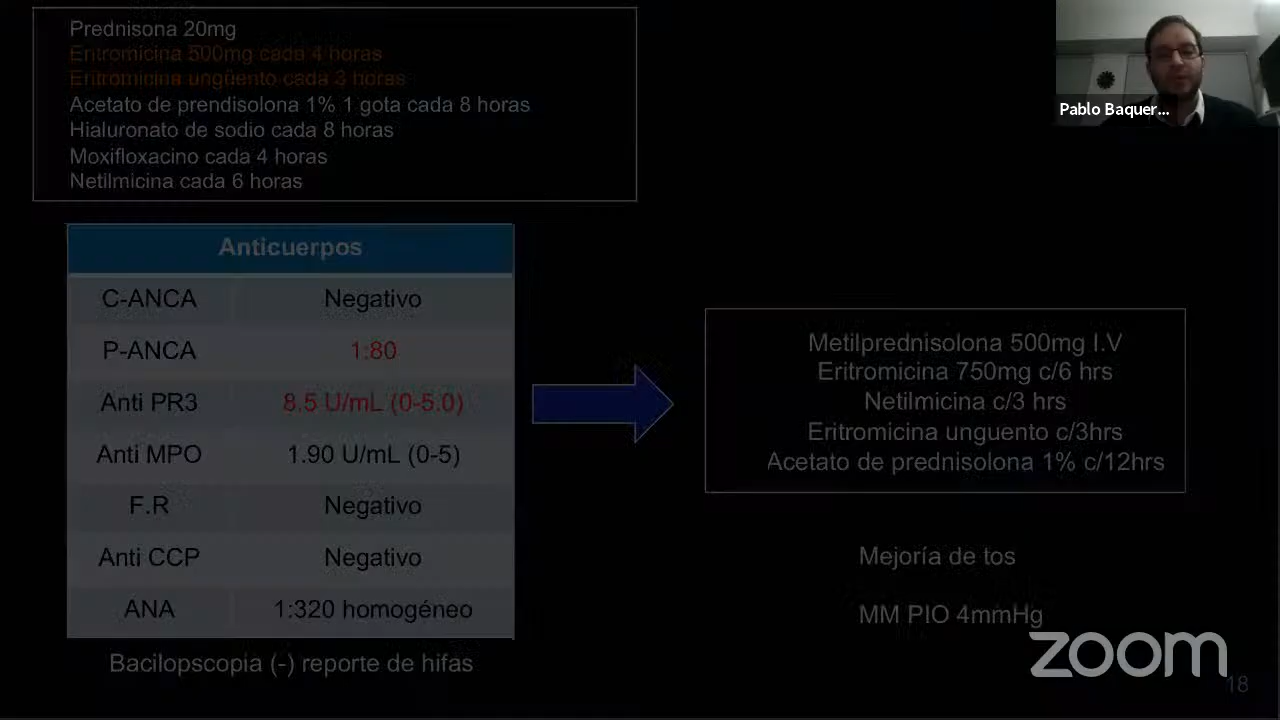 Prednisona 20mg
Eritromicina 500mg cada 4 horas
Eritromicina ungüento cada 3 horas
Acetato de prendisolona 1% 1 gota cada 8 horas
Hialuronato de sodio cada 8 horas
Moxifloxacino cada 4 horas
Netilmicina cada 6 horas
Pablo Baquer...
Anticuerpos
C-ANCA Negativo
P-ANCA 1:80
Anti PR3 8.5 U/mL (0-5.0)
Anti MPO 1.90 U/mL (0-5)
F.R Negativo
Anti CCP Negativo
ANA 1:320 homogéneo
Bacilopscopia (-) reporte de hifas
Metilprednisolona 500mg I.V
Eritromicina 750mg c/6 hrs
Netilmicina c/3 hrs
Eritromicina unguento c/3hrs
Acetato de prednisolona 1% c/12hrs
Mejoría de tos
MM PIO 4mmHg
zoom
18